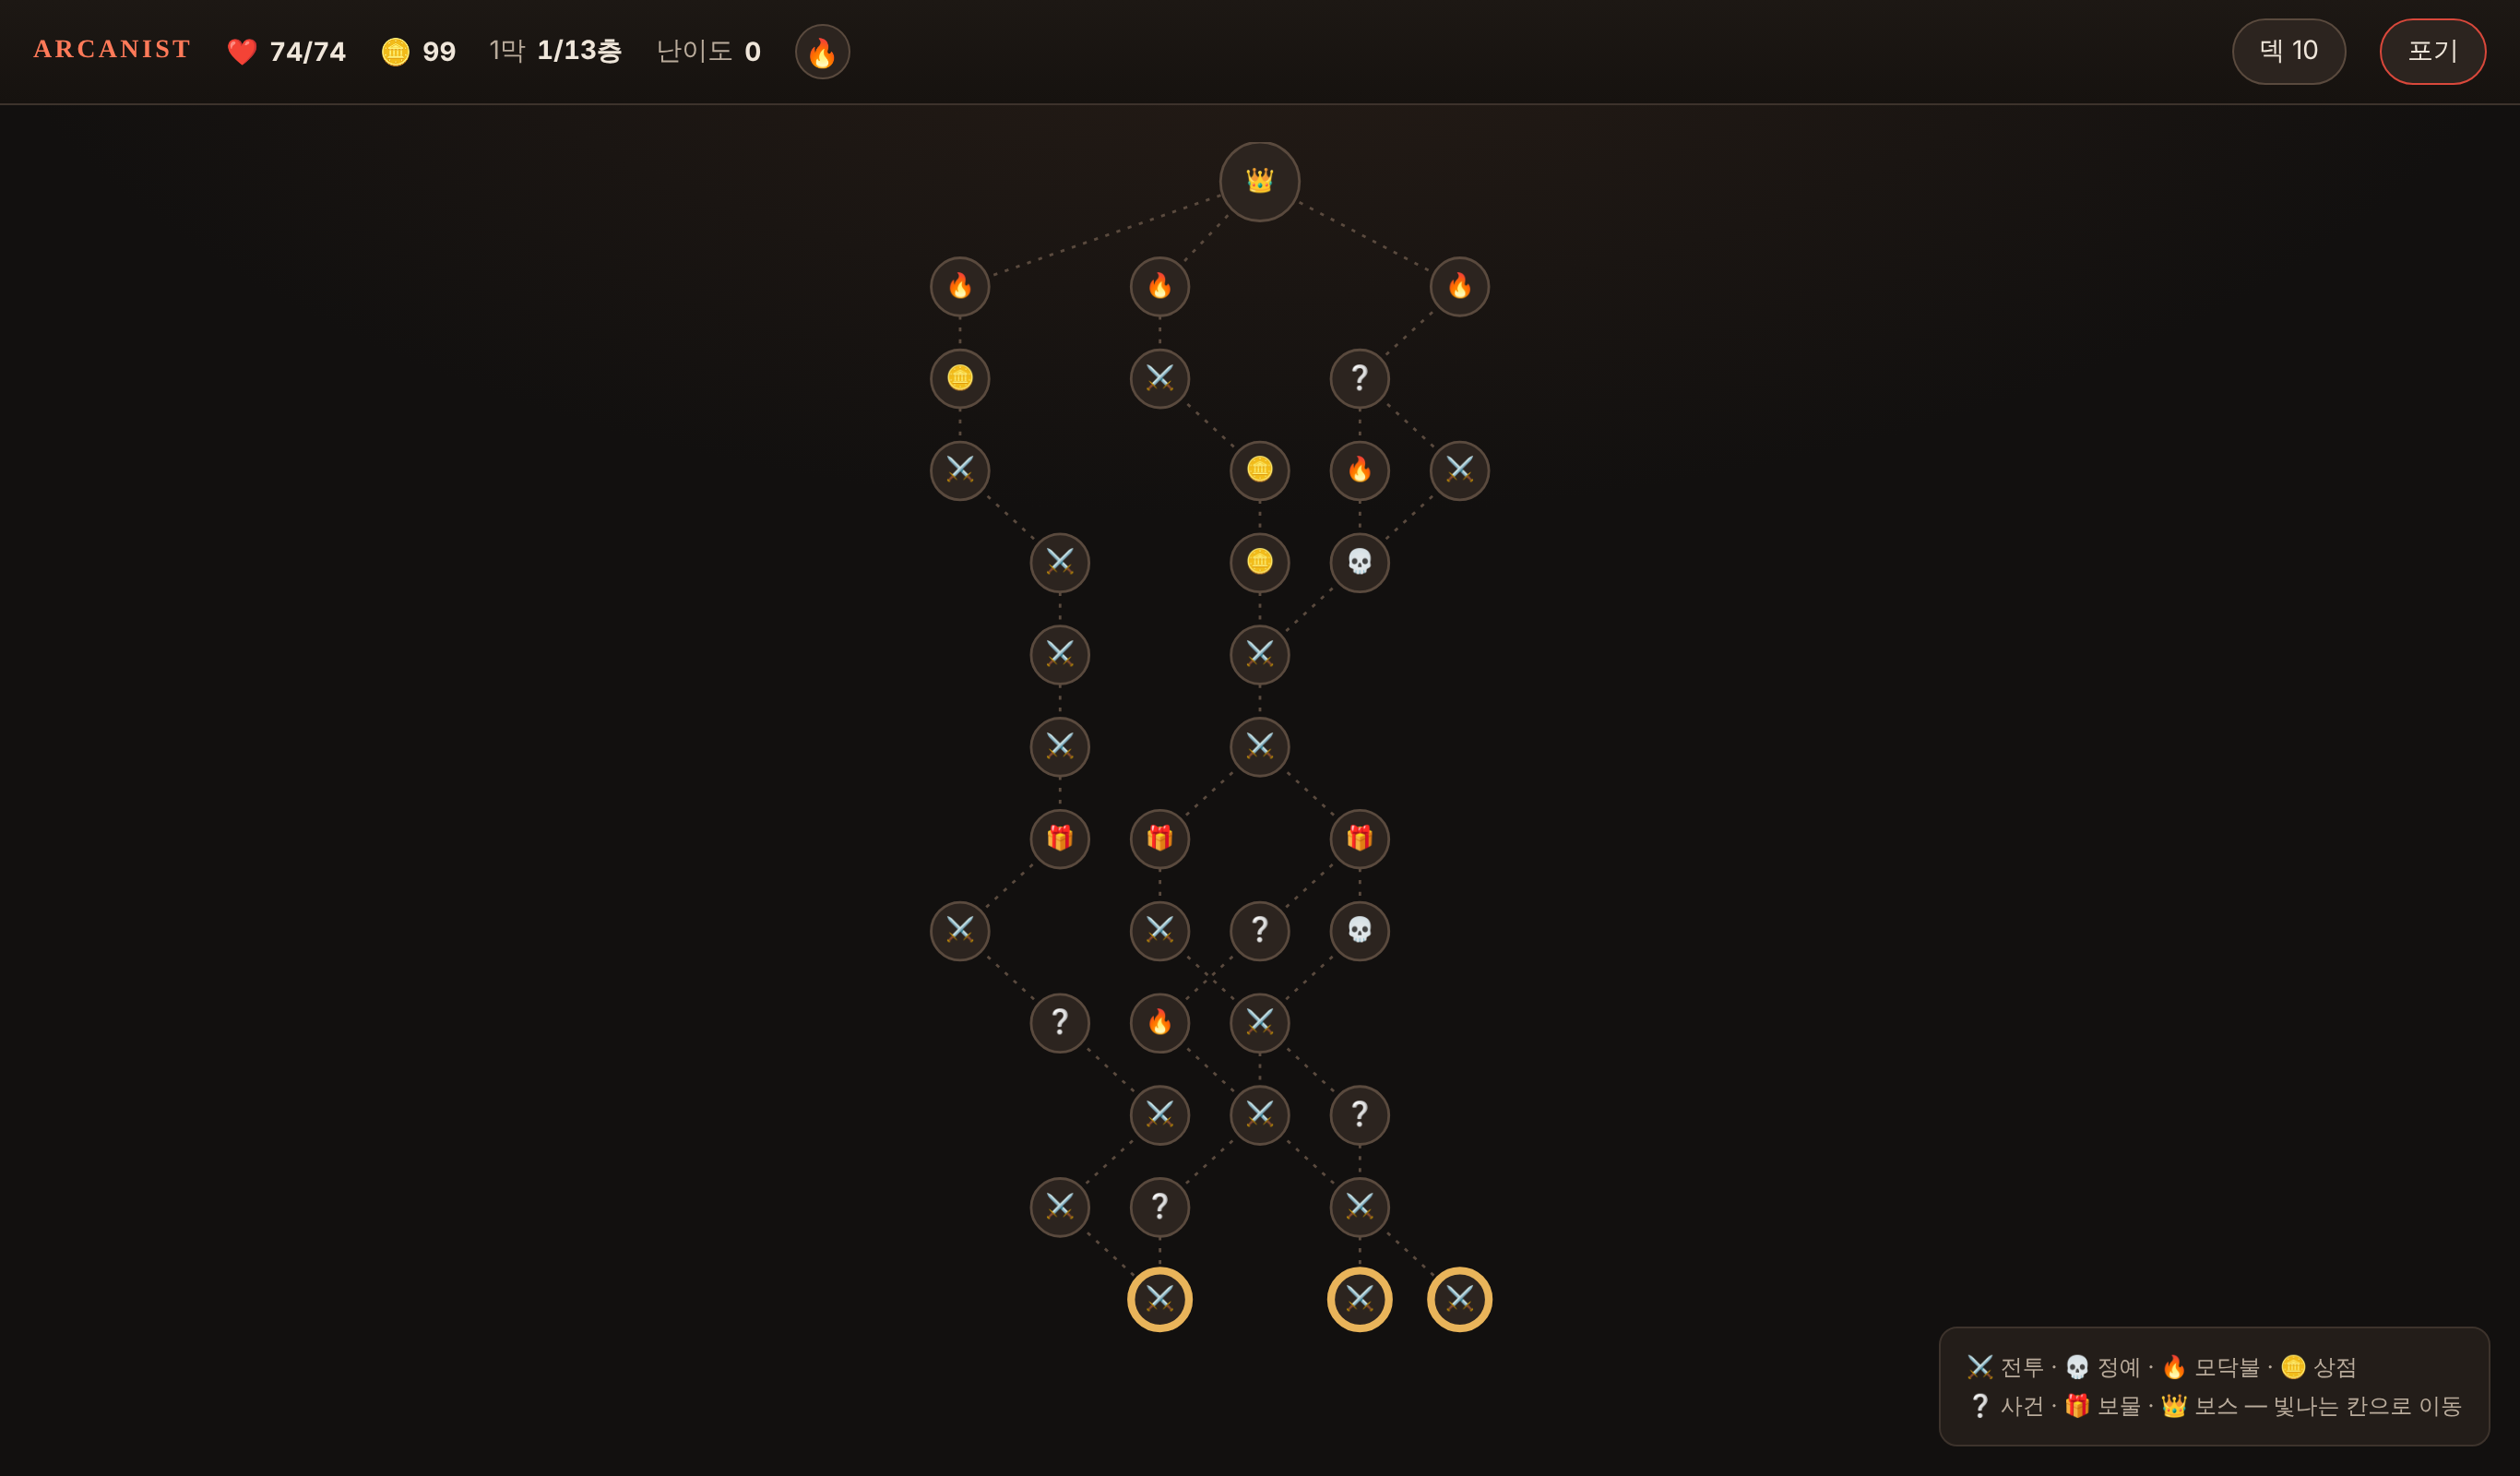 ARCANIST ❤️ 74/74 🪙 99 1막 1/13층 난이도 0 🔥 덱 10 포기
⚔️ 전투 · 💀 정예 · 🔥 모닥불 · 🪙 상점
❔ 사건 · 🎁 보물 · 👑 보스 — 빛나는 칸으로 이동